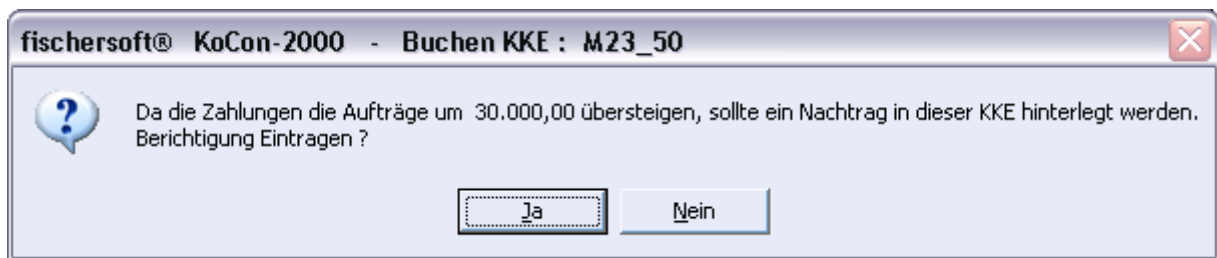 fischersoft® KoCon-2000 - Buchen KKE : M23_50
Da die Zahlungen die Aufträge um 30.000,00 übersteigen, sollte ein Nachtrag in dieser KKE hinterlegt werden.
Berichtigung Eintragen ?
Ja
Nein